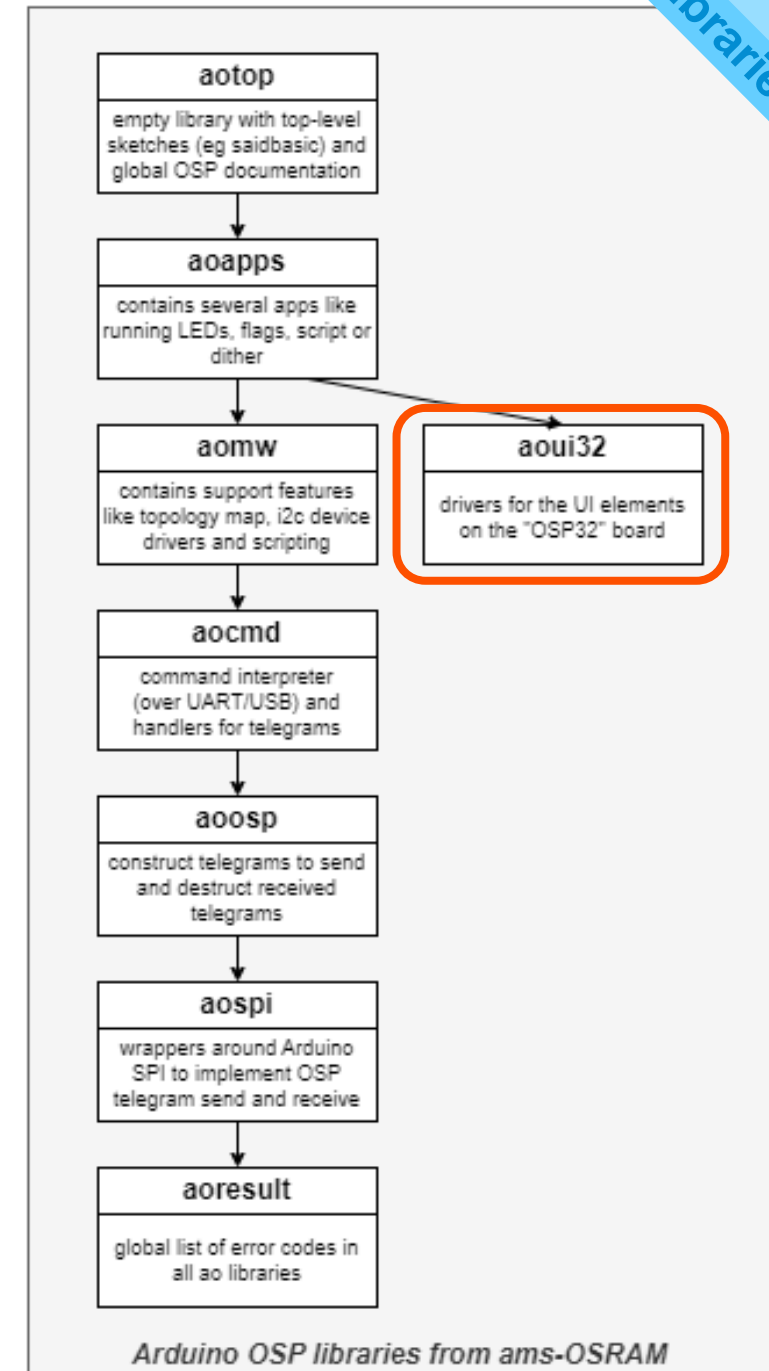 braries
aotop
empty library with top-level
sketches (eg saidbasic) and
global OSP documentation
aoapps
contains several apps like
running LEDs, flags, script or
dither
aomw
contains support features
like topology map, i2c device
drivers and scripting
aoui32
drivers for the UI elements
on the "OSP32" board
aocmd
command interpreter
(over UART/USB) and
handlers for telegrams
aoosp
construct telegrams to send
and destruct received
telegrams
aospi
wrappers around Arduino
SPI to implement OSP
telegram send and receive
aoresult
global list of error codes in
all ao libraries
Arduino OSP libraries from ams-OSRAM